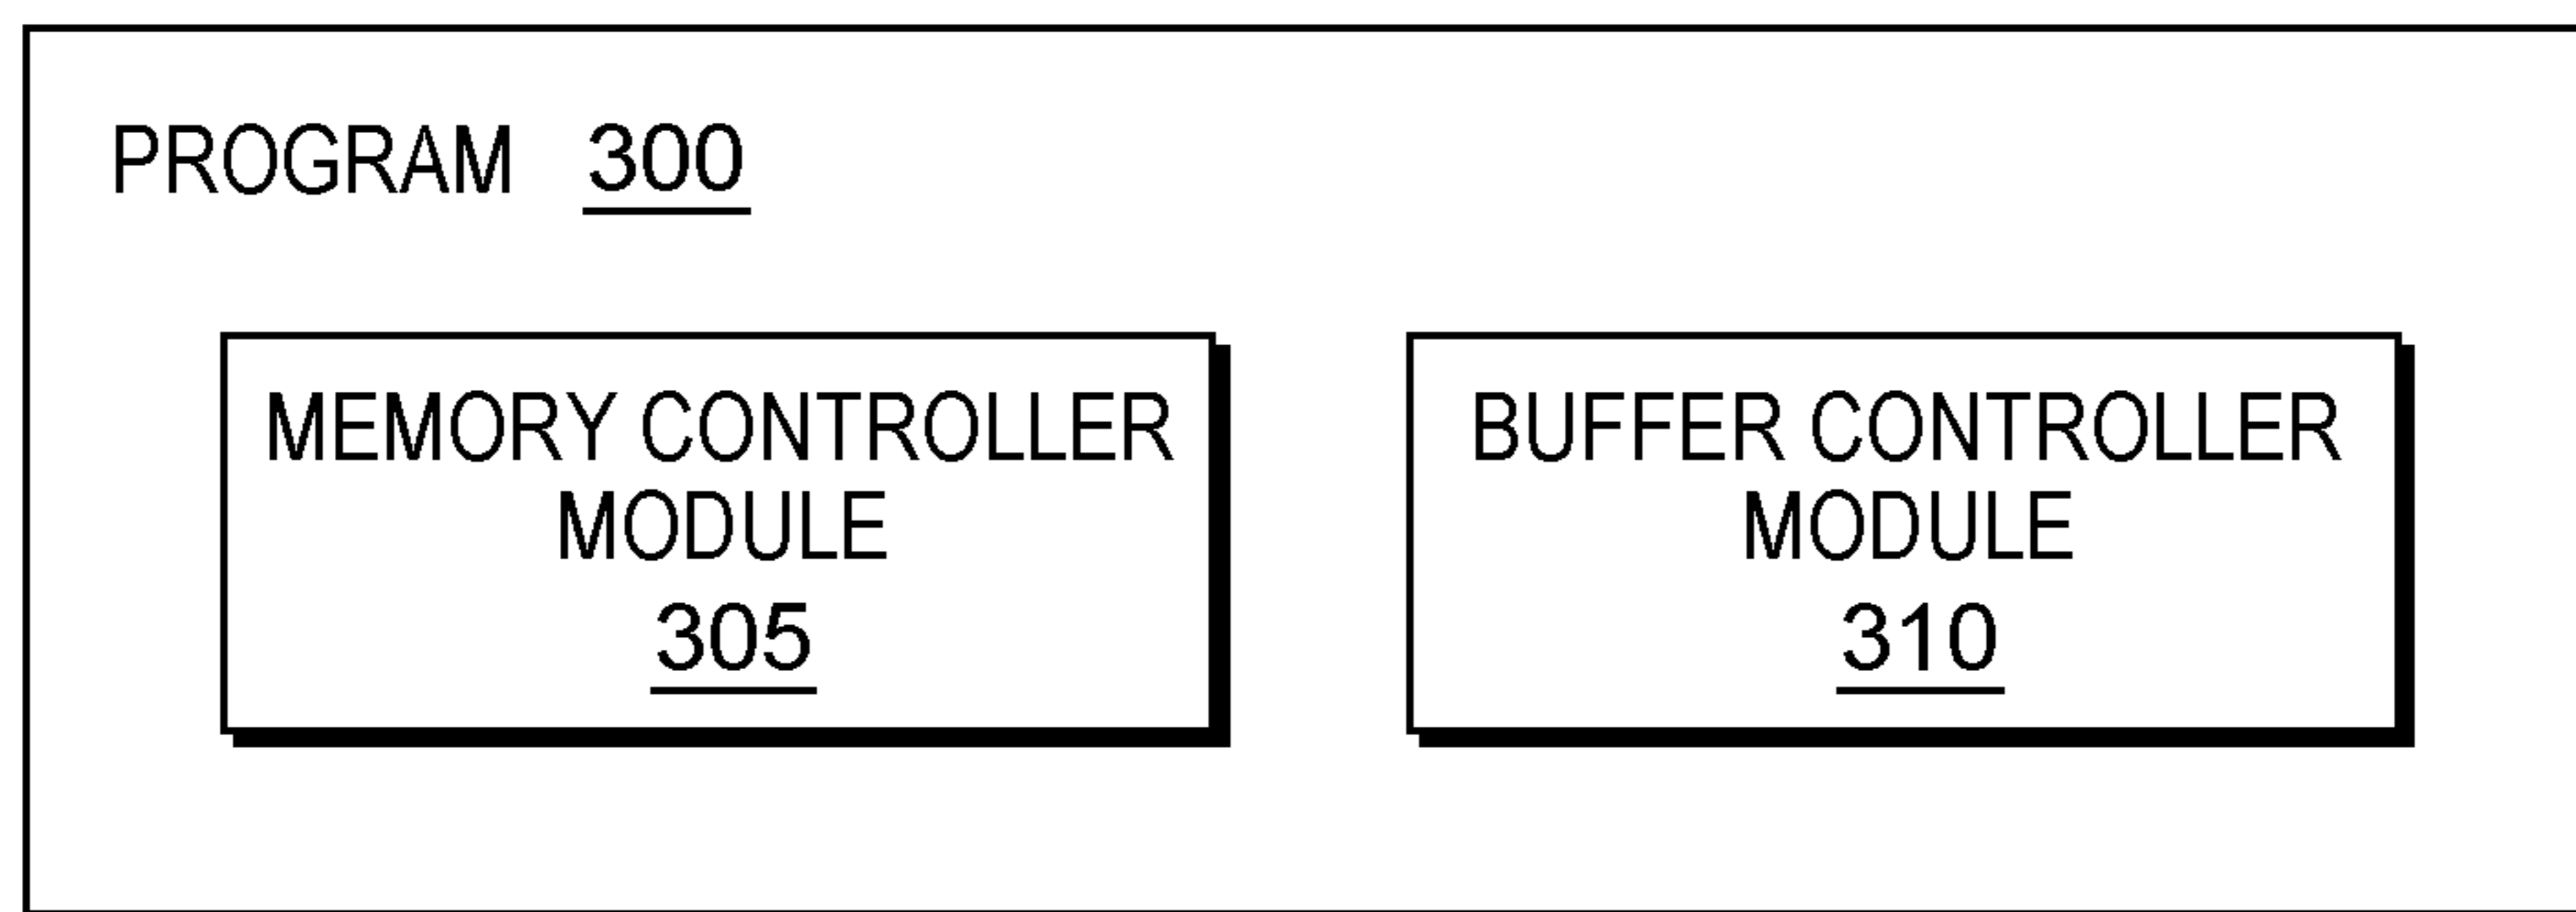 PROGRAM 300
MEMORY CONTROLLER
MODULE
305
BUFFER CONTROLLER
MODULE
310